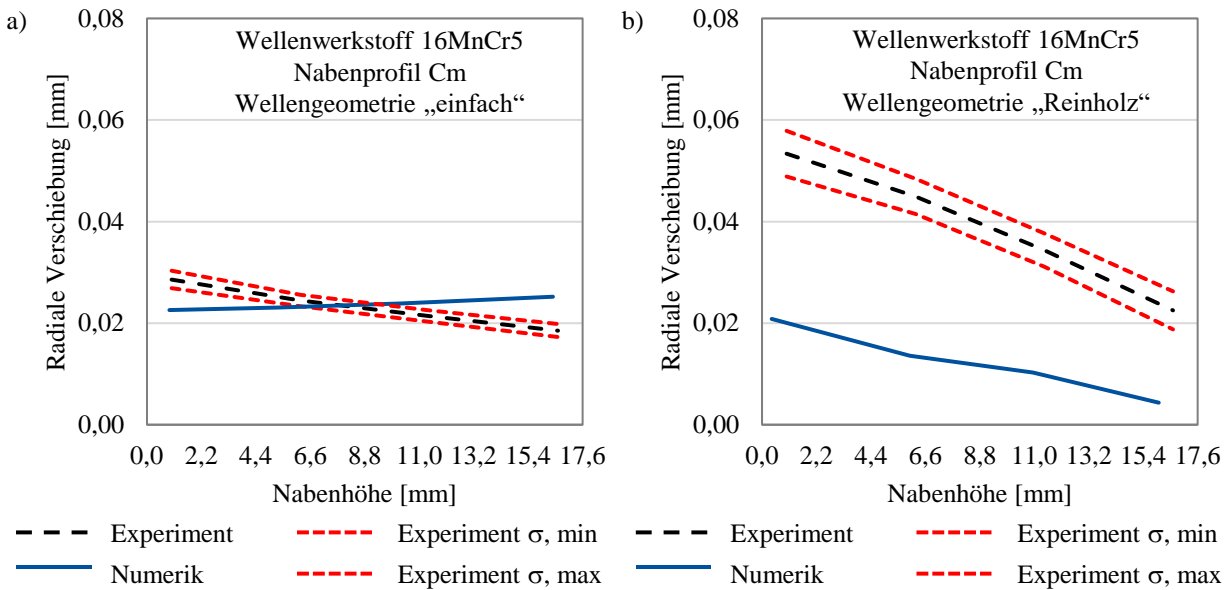 a)
Radiale Verschiebung [mm]
0,08
0,06
0,04
0,02
0,00
Wellenwerkstoff 16MnCr5
Nabenprofil Cm
Wellengeometrie „einfach“
0,0 2,2 4,4 6,6 8,8 11,0 13,2 15,4 17,6
Nabenhöhe [mm]
b)
Radiale Verscheibung [mm]
0,08
0,06
0,04
0,02
0,00
Wellenwerkstoff 16MnCr5
Nabenprofil Cm
Wellengeometrie „Reinholz“
0,0 2,2 4,4 6,6 8,8 11,0 13,2 15,4 17,6
Nabenhöhe [mm]
Experiment
Experiment σ, min
Numerik
Experiment σ, max
Experiment
Experiment σ, min
Numerik
Experiment σ, max